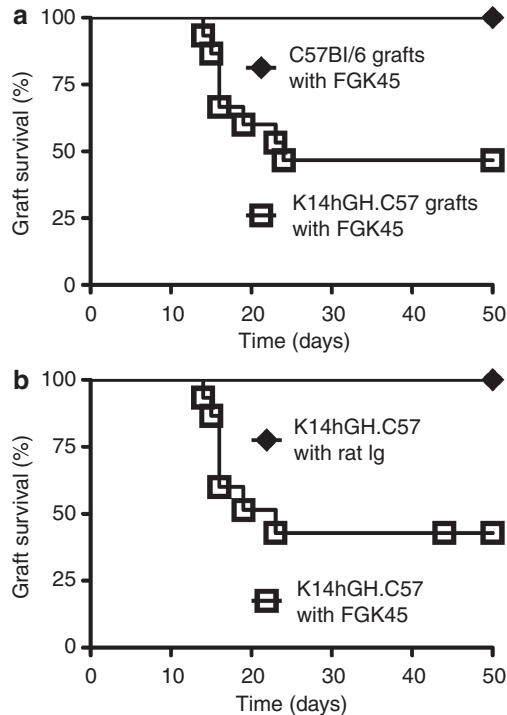 a
Graft survival (%)
100
75
50
25
0
C57Bl/6 grafts
with FGK45
K14hGH.C57 grafts
with FGK45
0 10 20 30 40 50
Time (days)
b
Graft survival (%)
100
75
50
25
0
K14hGH.C57
with rat Ig
K14hGH.C57
with FGK45
0 10 20 30 40 50
Time (days)